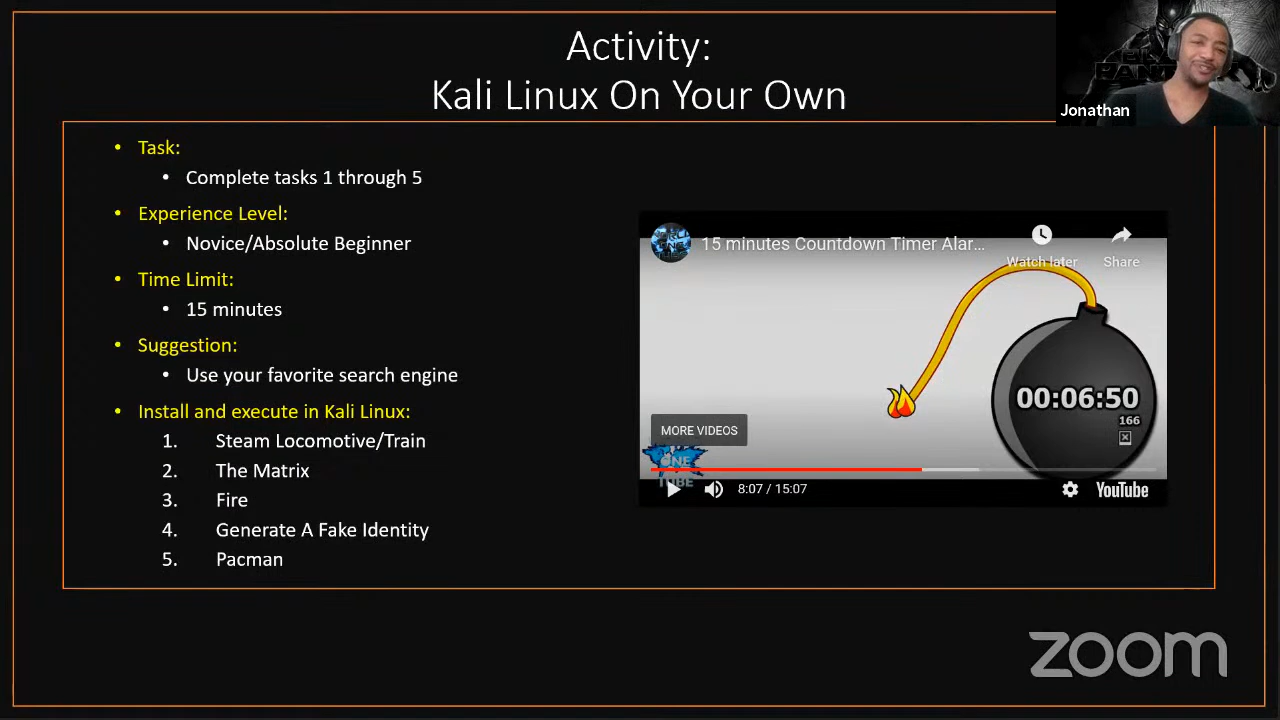 Activity:
Kali Linux On Your Own
Jonathan
• Task:
• Complete tasks 1 through 5
• Experience Level:
• Novice/Absolute Beginner
• Time Limit:
• 15 minutes
• Suggestion:
• Use your favorite search engine
• Install and execute in Kali Linux:
1. Steam Locomotive/Train
2. The Matrix
3. Fire
4. Generate A Fake Identity
5. Pacman
15 minutes Countdown Timer Alar...
Watch later
Share
00:06:50
166
MORE VIDEOS
ONE
TUBE
8:07 / 15:07
YouTube
zoom